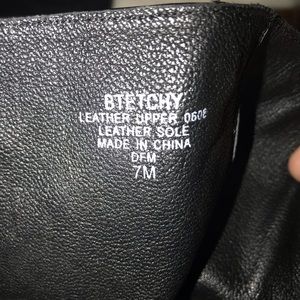 BTETCHY
LEATHER UPPER 0606
LEATHER SOLE
MADE IN CHINA
DFM
7M